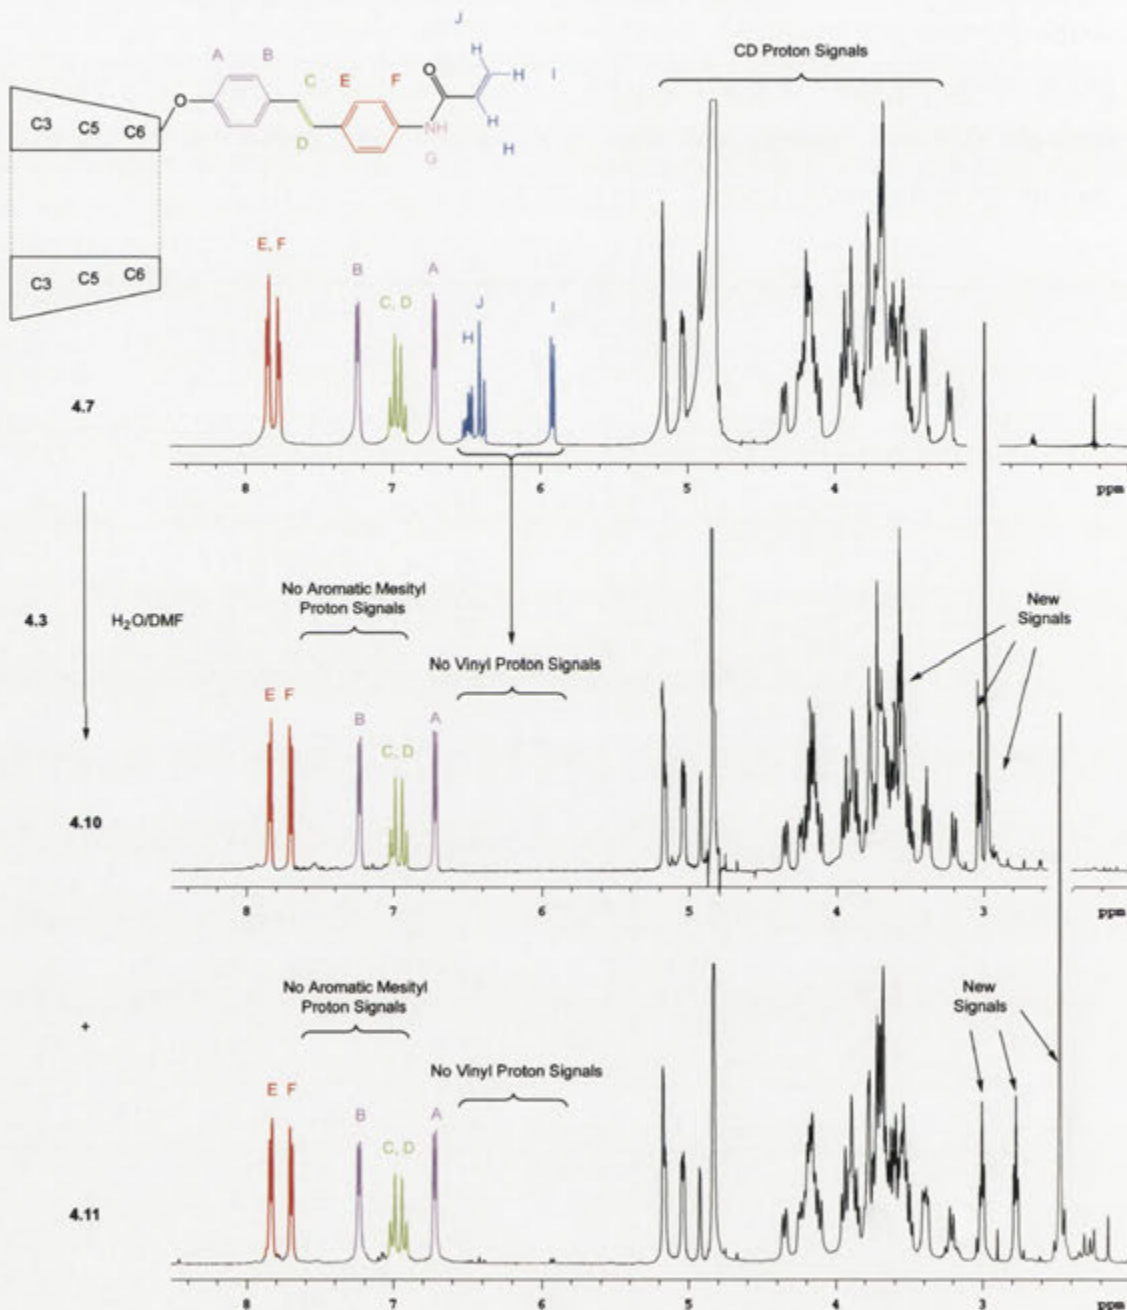 J
A B H
C E F O H I
O
C3 C5 C6 NH H
D G H
CD Proton Signals
E, F
C3 C5 C6
B C, D A J I
H
4.7
8 7 6 5 4 ppm
No Aromatic Mesityl
Proton Signals
New
Signals
4.3 H2O/DMF
No Vinyl Proton Signals
E F B C, D A
4.10
8 7 6 5 4 3 ppm
No Aromatic Mesityl
Proton Signals
New
Signals
+
No Vinyl Proton Signals
E F B C, D A
4.11
8 7 6 5 4 3 ppm